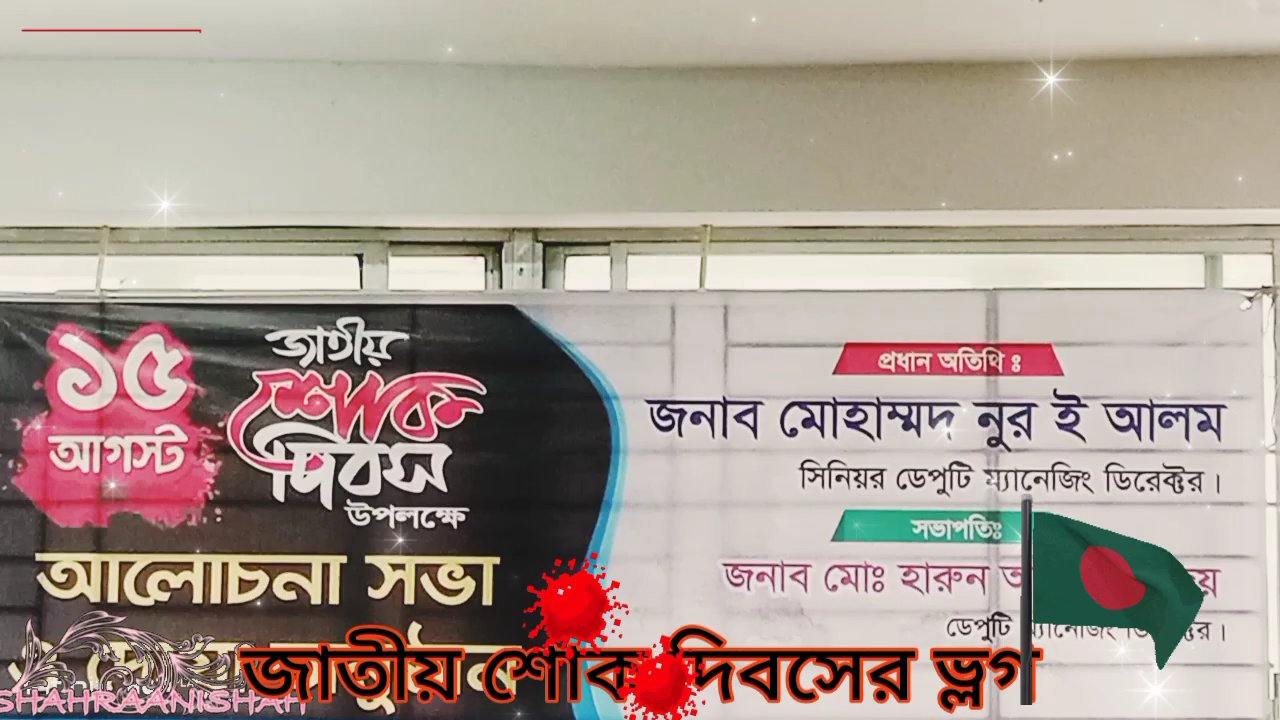 ১৫
আগস্ট
জাতীয়
শোক
দিবস
উপলক্ষে
আলোচনা সভা
প্রধান অতিথি ঃ
জনাব মোহাম্মদ নুর ই আলম
সিনিয়র ডেপুটি ম্যানেজিং ডিরেক্টর।
সভাপতিঃ
জনাব মোঃ হারুন
ডেপুটি
জাতীয় শোক দিবসের ভ্লগ
SHAHRAANISHAH